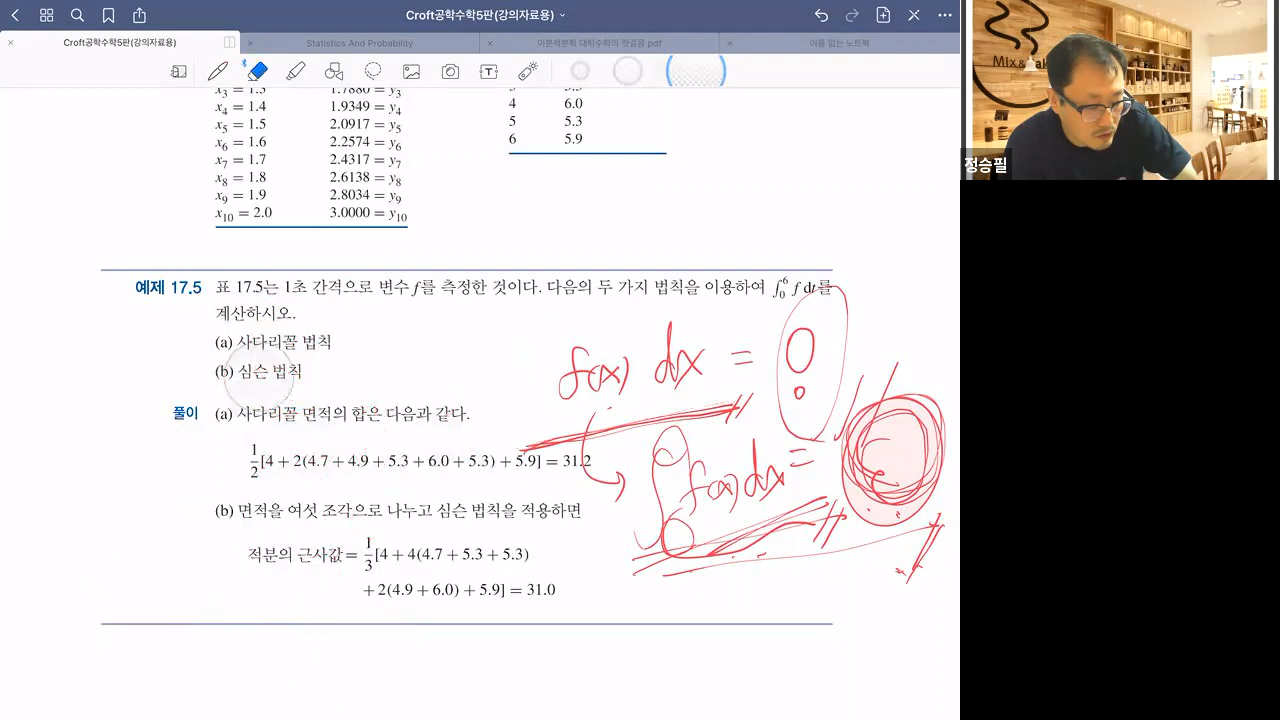 Croft공학수학5판(강의자료용)
Croft공학수학5판(강의자료용)
Statistics And Probability
미분적분학 대학수학의 첫걸음 pdf
이름 없는 노트북
x3 = 1.3 1.7880 = y3
x4 = 1.4 1.9349 = y4 4 6.0
x5 = 1.5 2.0917 = y5 5 5.3
x6 = 1.6 2.2574 = y6 6 5.9
x7 = 1.7 2.4317 = y7
x8 = 1.8 2.6138 = y8
x9 = 1.9 2.8034 = y9
x10 = 2.0 3.0000 = y10
예제 17.5 표 17.5는 1초 간격으로 변수 f를 측정한 것이다. 다음의 두 가지 법칙을 이용하여 ∫₀⁶ f dt를
계산하시오.
(a) 사다리꼴 법칙
(b) 심슨 법칙
f(x) dx =
풀이 (a) 사다리꼴 면적의 합은 다음과 같다.
1/2[4 + 2(4.7 + 4.9 + 5.3 + 6.0 + 5.3) + 5.9] = 31.2
∫ f(x) dx =
(b) 면적을 여섯 조각으로 나누고 심슨 법칙을 적용하면
적분의 근사값 = 1/3[4 + 4(4.7 + 5.3 + 5.3)
+ 2(4.9 + 6.0) + 5.9] = 31.0
Mix&
정승필